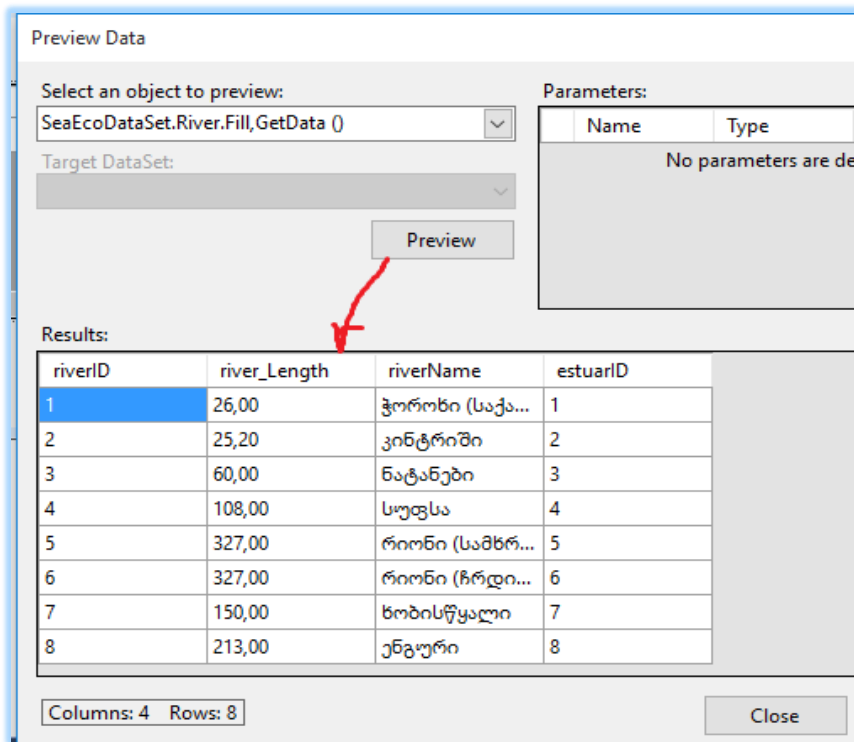 Preview Data
Select an object to preview:
Parameters:
SeaEcoDataSet.River.Fill,GetData ()
Name Type
Target DataSet:
No parameters are de
Preview
Results:
riverID river_Length riverName estuarID
1 26,00 ჭოროხი (საქა... 1
2 25,20 კინტრიში 2
3 60,00 ნატანები 3
4 108,00 სუფსა 4
5 327,00 რიონი (სამხრ... 5
6 327,00 რიონი (ჩრდი... 6
7 150,00 ხობისწყალი 7
8 213,00 ენგური 8
Columns: 4 Rows: 8
Close